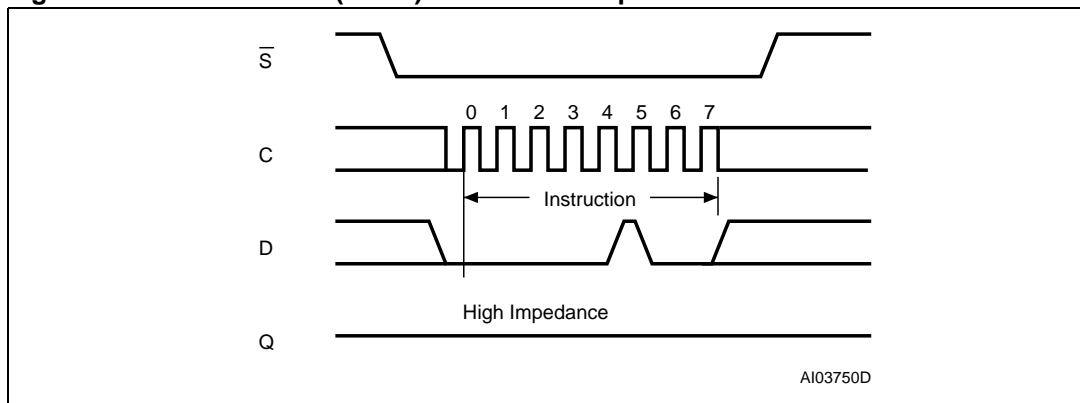 S̅
0 1 2 3 4 5 6 7
C
Instruction
D
High Impedance
Q
AI03750D